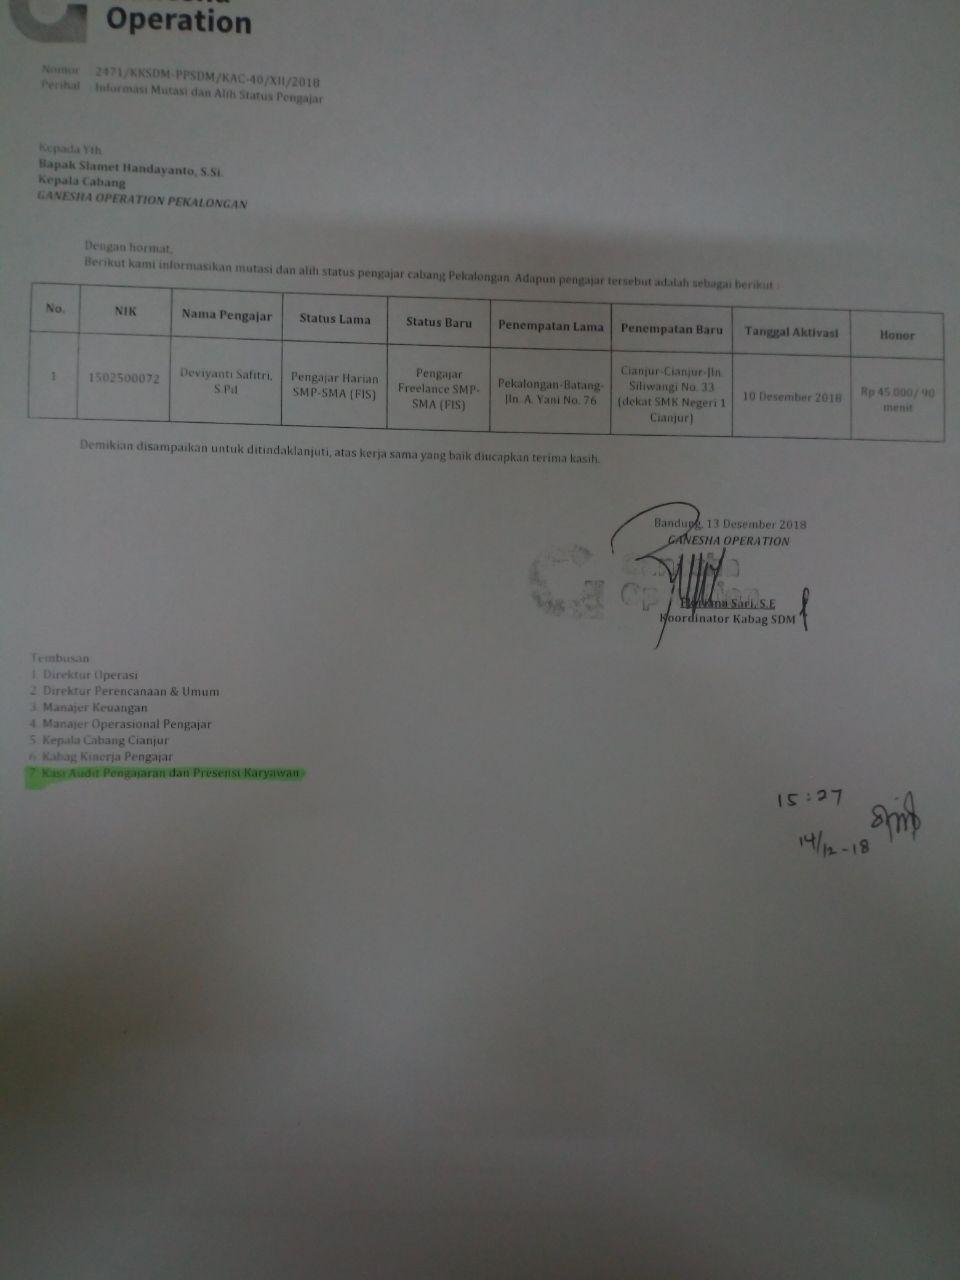 Operation
Nomor 2471/KKSDM-PPSDM/KAC-40/XII/2018
Perihal Informasi Mutasi dan Alih Status Pengajar
Kepada Yth.
Bapak Slamet Handayanto, S.Si.
Kepala Cabang
GANESHA OPERATION PEKALONGAN
Dengan hormat,
Berikut kami informasikan mutasi dan alih status pengajar cabang Pekalongan. Adapun pengajar tersebut adalah sebagai berikut :
No. NIK Nama Pengajar Status Lama Status Baru Penempatan Lama Penempatan Baru Tanggal Aktivasi Honor
1 1502500072 Deviyanti Safitri, S.Pd Pengajar Harian SMP-SMA (FIS) Pengajar Freelance SMP-SMA (FIS) Pekalongan-Batang-Jln. A. Yani No. 76 Cianjur-Cianjur-Jln. Siliwangi No. 33 (dekat SMK Negeri 1 Cianjur) 10 Desember 2018 Rp 45.000/ 90 menit
Demikian disampaikan untuk ditindaklanjuti, atas kerja sama yang baik diucapkan terima kasih.
Bandung, 13 Desember 2018
GANESHA OPERATION
Sari, S.E
Koordinator Kabag SDM
Tembusan
1. Direktur Operasi
2. Direktur Perencanaan & Umum
3. Manajer Keuangan
4. Manajer Operasional Pengajar
5. Kepala Cabang Cianjur
6. Kabag Kinerja Pengajar
7. Kasi Audit Pengajaran dan Presensi Karyawan
15:27
14/12-18